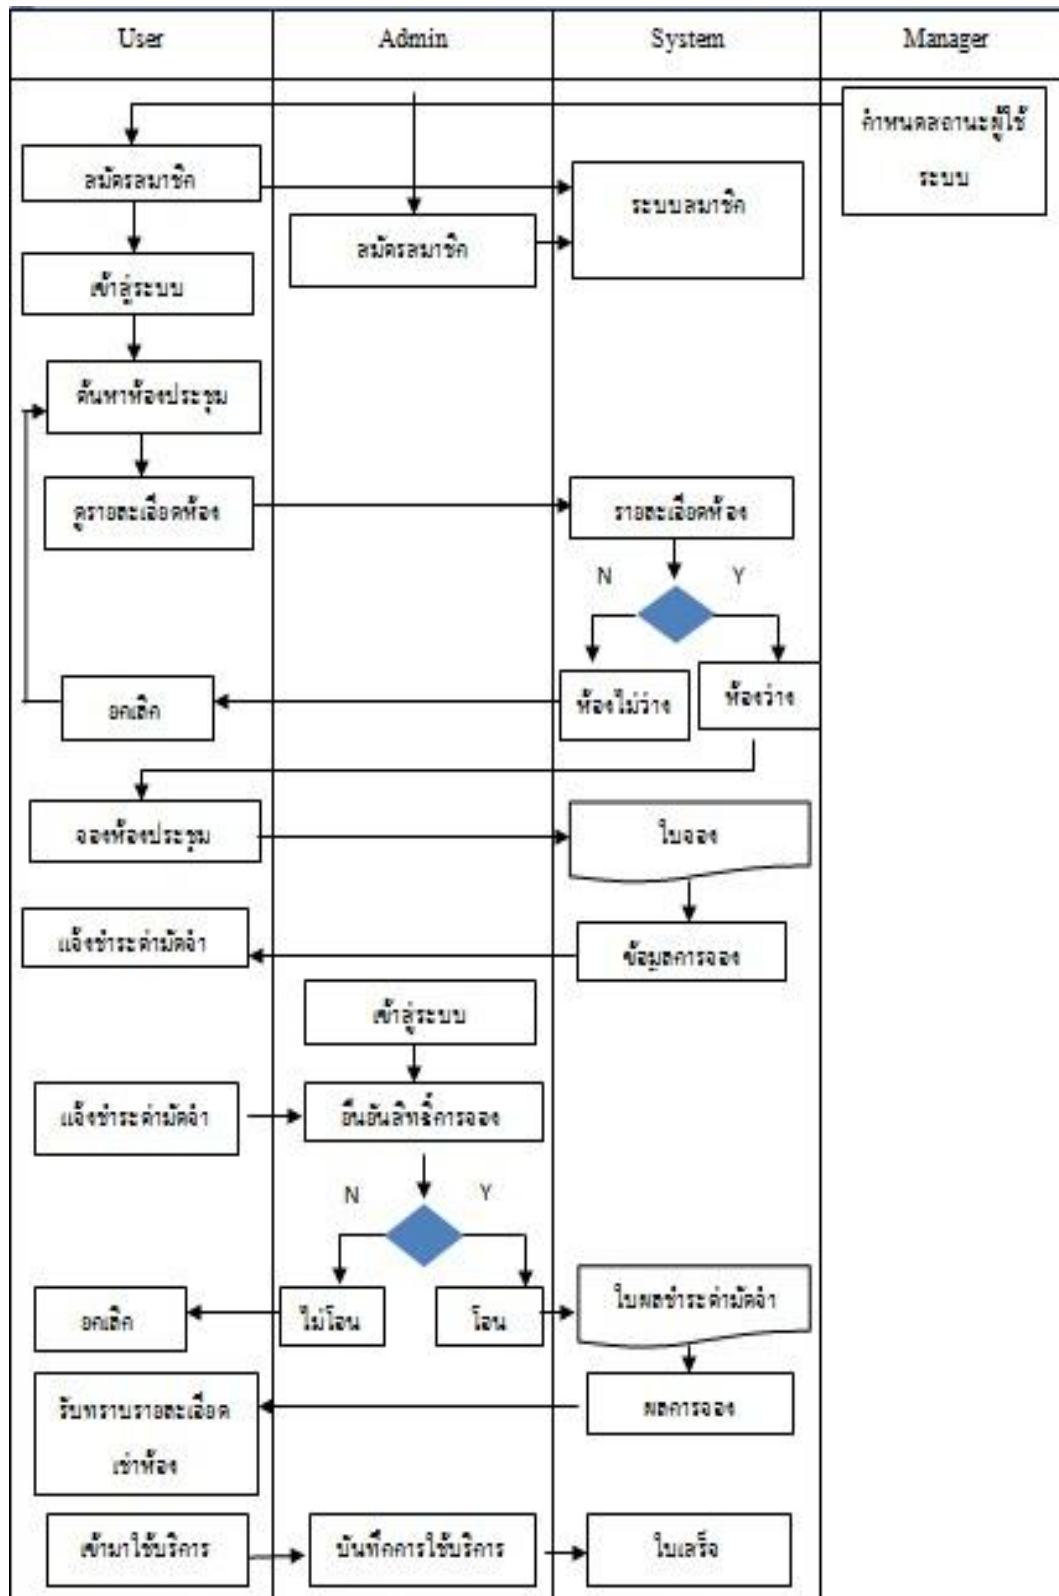 User Admin System Manager
กำหนดสถานะผู้ใช้
ระบบ
สมัครสมาชิก
ระบบสมาชิก
สมัครสมาชิก
เข้าสู่ระบบ
ค้นหาห้องประชุม
ดูรายละเอียดห้อง
รายละเอียดห้อง
N Y
ยกเลิก
ห้องไม่ว่าง
ห้องว่าง
จองห้องประชุม
ใบจอง
แจ้งชำระค่ามัดจำ
ข้อมูลการจอง
เข้าสู่ระบบ
แจ้งชำระค่ามัดจำ
ยืนยันสิทธิ์การจอง
N Y
ยกเลิก
ไม่โอน
โอน
ใบผลชำระค่ามัดจำ
รับทราบรายละเอียด
เช่าห้อง
ผลการจอง
เข้ามาใช้บริการ
บันทึกการใช้บริการ
ใบเสร็จ